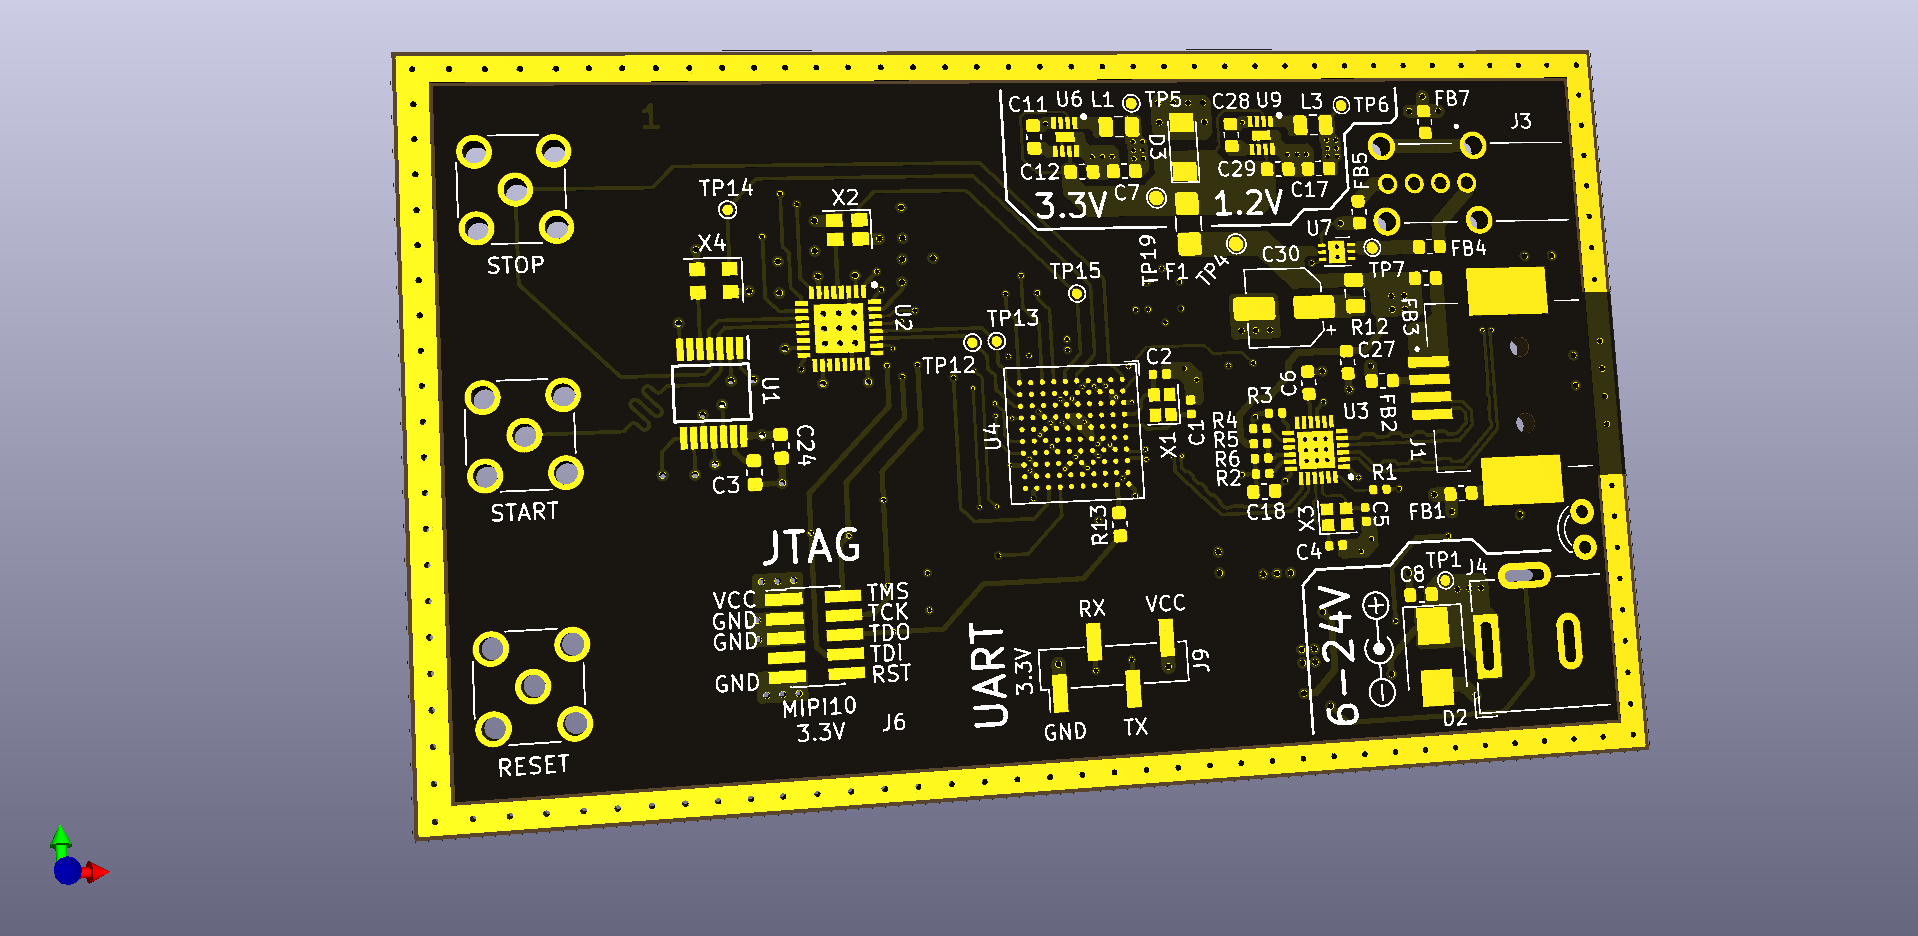 1
C11 U6 L1 TP5 C28 U9 L3 TP6 FB7
J3
D3
C12 C7 C29 C17 FB5
3.3V 1.2V
TP14 X2
U7
X4 TP19 F1 TP4 C30 TP7 FB4
STOP
TP15
U2 TP13 FB3 R12
TP12 C2 C27
U1 C6 R3 U3 FB2
U4 X1 C1 R4
R5
R6
R2
J1
C24 C3 R1
START
C18 X3 C5 FB1
R13 C4
JTAG
TP1 J4
C8
VCC TMS
GND TCK
GND TDO
TDI
GND RST
MIPI10
3.3V
J6
RX VCC
UART
3.3V
J9
GND TX
6-24V
+
-
D2
RESET
+